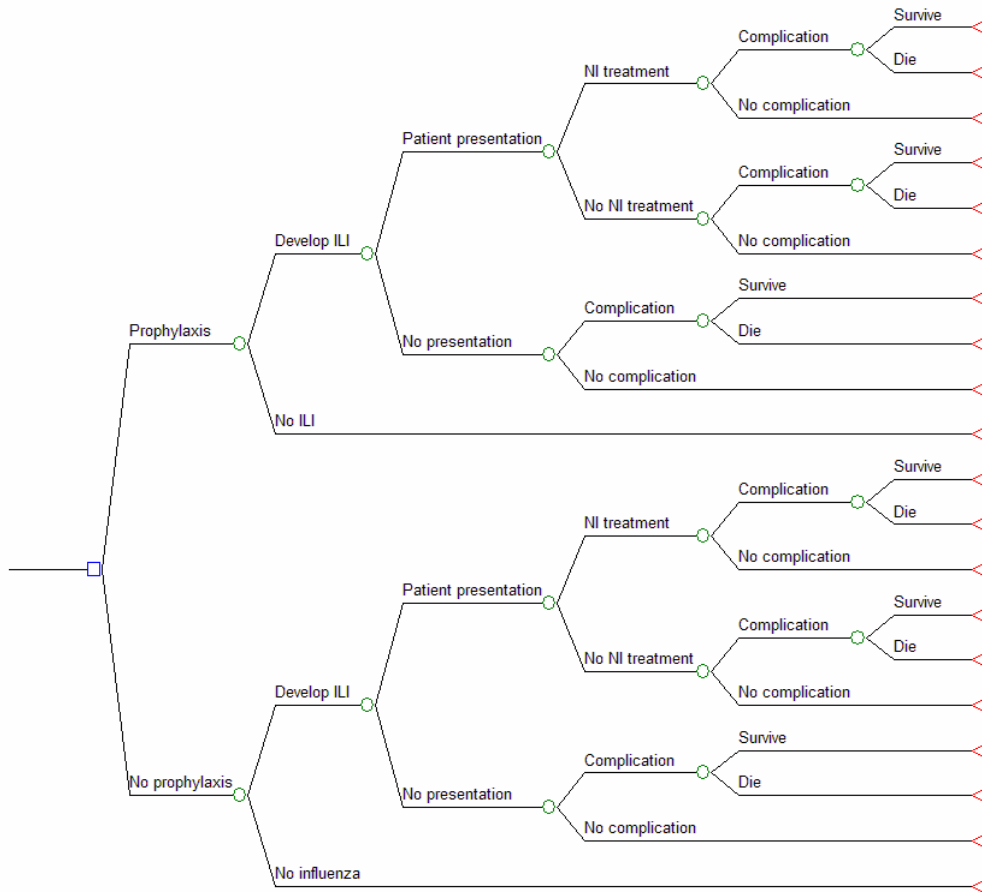 Survive
Complication
Die
NI treatment
No complication
Patient presentation
Survive
Complication
Die
No NI treatment
No complication
Develop ILI
Survive
Complication
Die
No presentation
No complication
Prophylaxis
No ILI
Survive
Complication
Die
NI treatment
No complication
Patient presentation
Survive
Complication
Die
No NI treatment
No complication
Develop ILI
Survive
Complication
Die
No presentation
No complication
No prophylaxis
No influenza